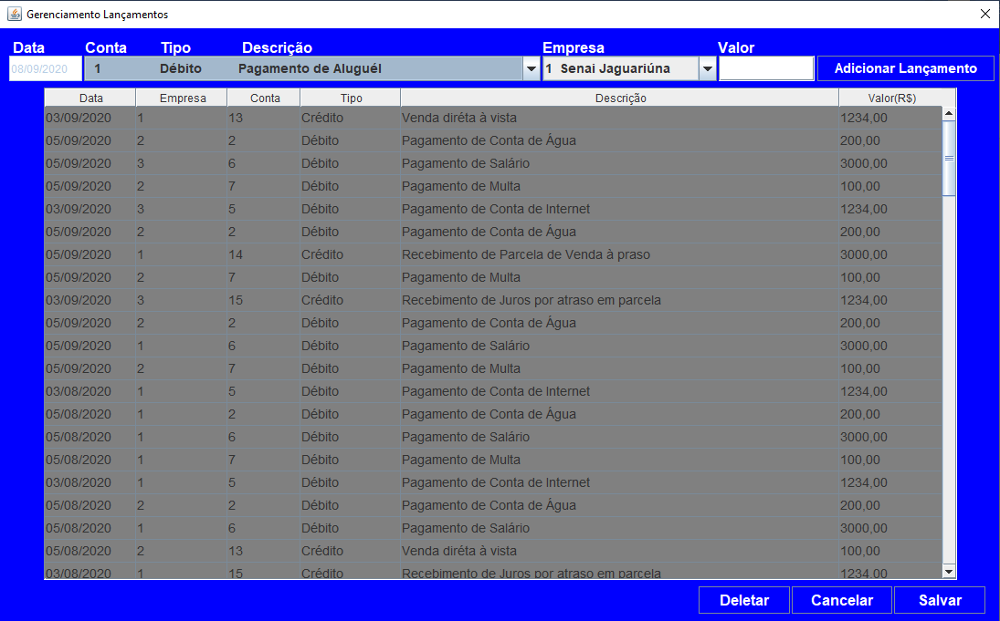 Gerenciamento Lançamentos
Data Conta Tipo Descrição Empresa Valor
08/09/2020 1 Débito Pagamento de Aluguél 1 Senai Jaguariúna Adicionar Lançamento
Data Empresa Conta Tipo Descrição Valor(R$)
03/09/2020 1 13 Crédito Venda diréta à vista 1234,00
05/09/2020 2 2 Débito Pagamento de Conta de Água 200,00
05/09/2020 3 6 Débito Pagamento de Salário 3000,00
05/09/2020 2 7 Débito Pagamento de Multa 100,00
03/09/2020 3 5 Débito Pagamento de Conta de Internet 1234,00
05/09/2020 2 2 Débito Pagamento de Conta de Água 200,00
05/09/2020 1 14 Crédito Recebimento de Parcela de Venda à praso 3000,00
05/09/2020 2 7 Débito Pagamento de Multa 100,00
03/09/2020 3 15 Crédito Recebimento de Juros por atraso em parcela 1234,00
05/09/2020 2 2 Débito Pagamento de Conta de Água 200,00
05/09/2020 1 6 Débito Pagamento de Salário 3000,00
05/09/2020 2 7 Débito Pagamento de Multa 100,00
03/08/2020 1 5 Débito Pagamento de Conta de Internet 1234,00
05/08/2020 1 2 Débito Pagamento de Conta de Água 200,00
05/08/2020 1 6 Débito Pagamento de Salário 3000,00
05/08/2020 1 7 Débito Pagamento de Multa 100,00
03/08/2020 1 5 Débito Pagamento de Conta de Internet 1234,00
05/08/2020 2 2 Débito Pagamento de Conta de Água 200,00
05/08/2020 1 6 Débito Pagamento de Salário 3000,00
05/08/2020 2 13 Crédito Venda diréta à vista 100,00
03/08/2020 1 15 Crédito Recebimento de Juros por atraso em parcela 1234,00
Deletar Cancelar Salvar